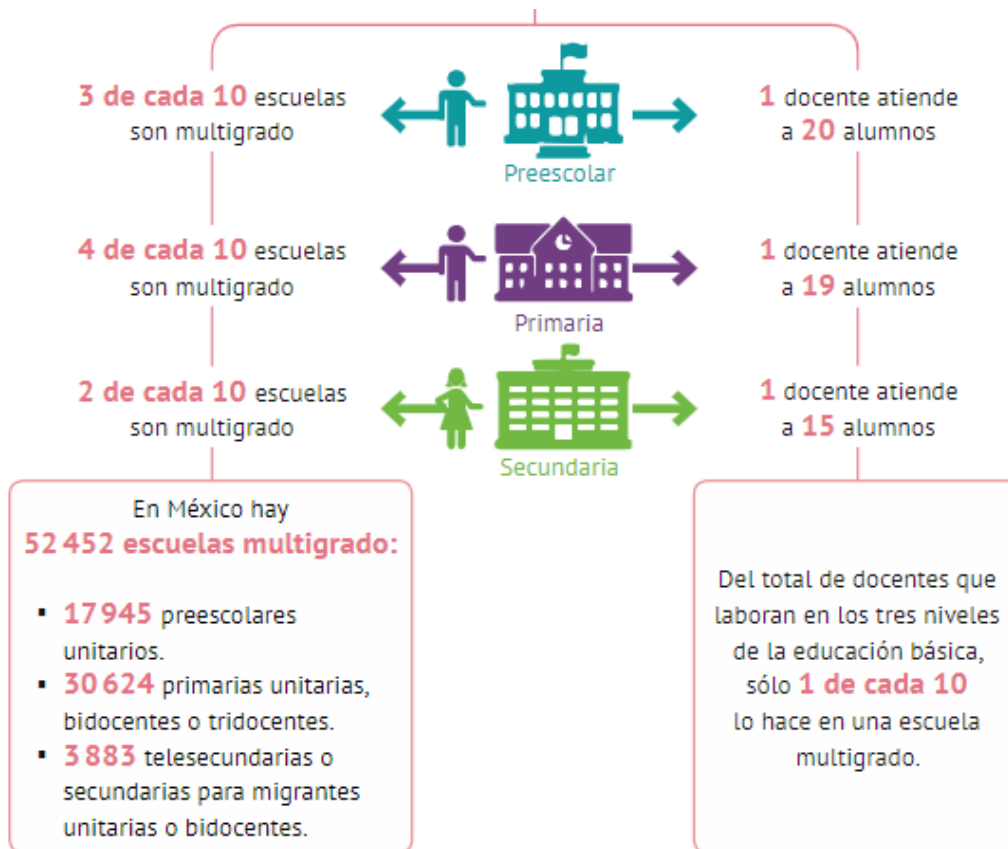 3 de cada 10 escuelas
son multigrado
Preescolar
1 docente atiende
a 20 alumnos
4 de cada 10 escuelas
son multigrado
Primaria
1 docente atiende
a 19 alumnos
2 de cada 10 escuelas
son multigrado
Secundaria
1 docente atiende
a 15 alumnos
En México hay
52 452 escuelas multigrado:
▪ 17 945 preescolares
unitarios.
▪ 30 624 primarias unitarias,
bidocentes o tridocentes.
▪ 3 883 telesecundarias o
secundarias para migrantes
unitarias o bidocentes.
Del total de docentes que
laboran en los tres niveles
de la educación básica,
sólo 1 de cada 10
lo hace en una escuela
multigrado.